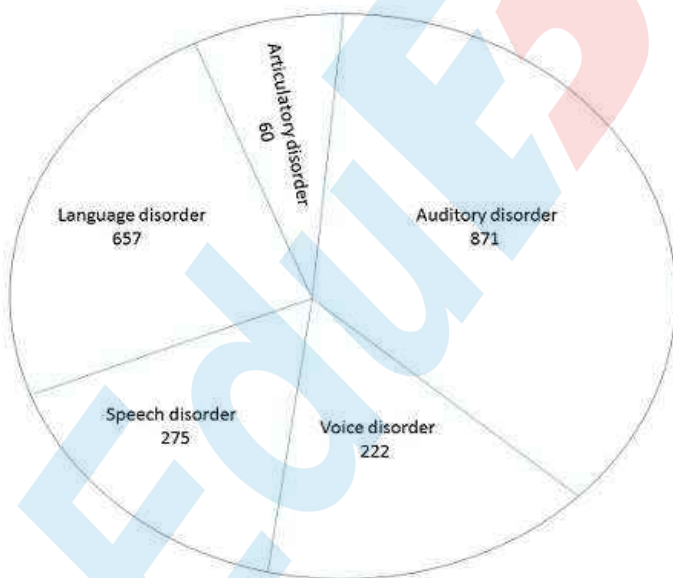 Articulatory disorder
60
Auditory disorder
871
Language disorder
657
Speech disorder
275
Voice disorder
222